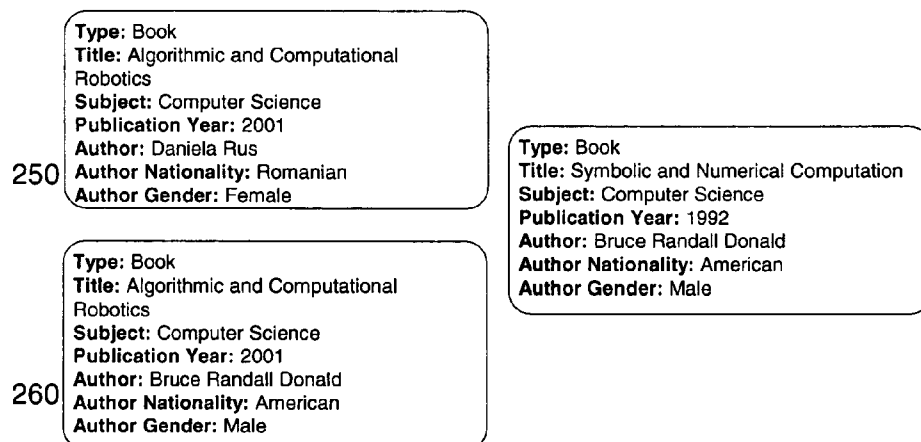 Type: Book
Title: Algorithmic and Computational
Robotics
Subject: Computer Science
Publication Year: 2001
Author: Daniela Rus
250
Author Nationality: Romanian
Author Gender: Female
Type: Book
Title: Symbolic and Numerical Computation
Subject: Computer Science
Publication Year: 1992
Author: Bruce Randall Donald
Author Nationality: American
Author Gender: Male
Type: Book
Title: Algorithmic and Computational
Robotics
Subject: Computer Science
Publication Year: 2001
Author: Bruce Randall Donald
260
Author Nationality: American
Author Gender: Male